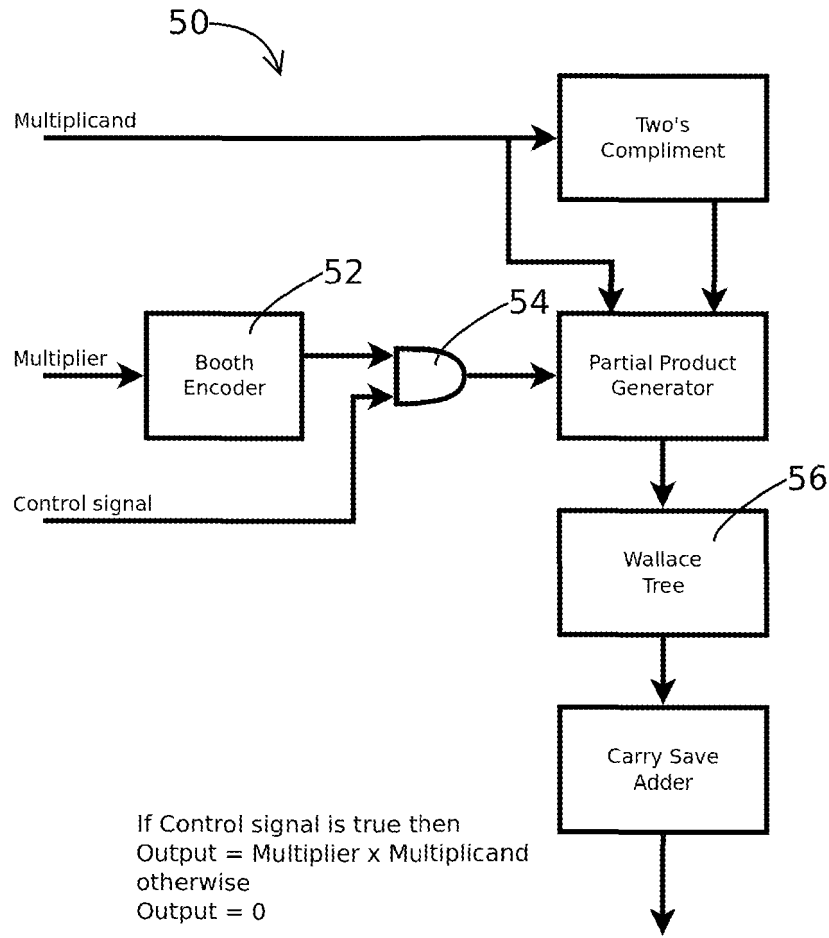 50
Multiplicand
Two's
Compliment
52
54
Multiplier
Booth
Encoder
Partial Product
Generator
Control signal
56
Wallace
Tree
Carry Save
Adder
If Control signal is true then
Output = Multiplier x Multiplicand
otherwise
Output = 0